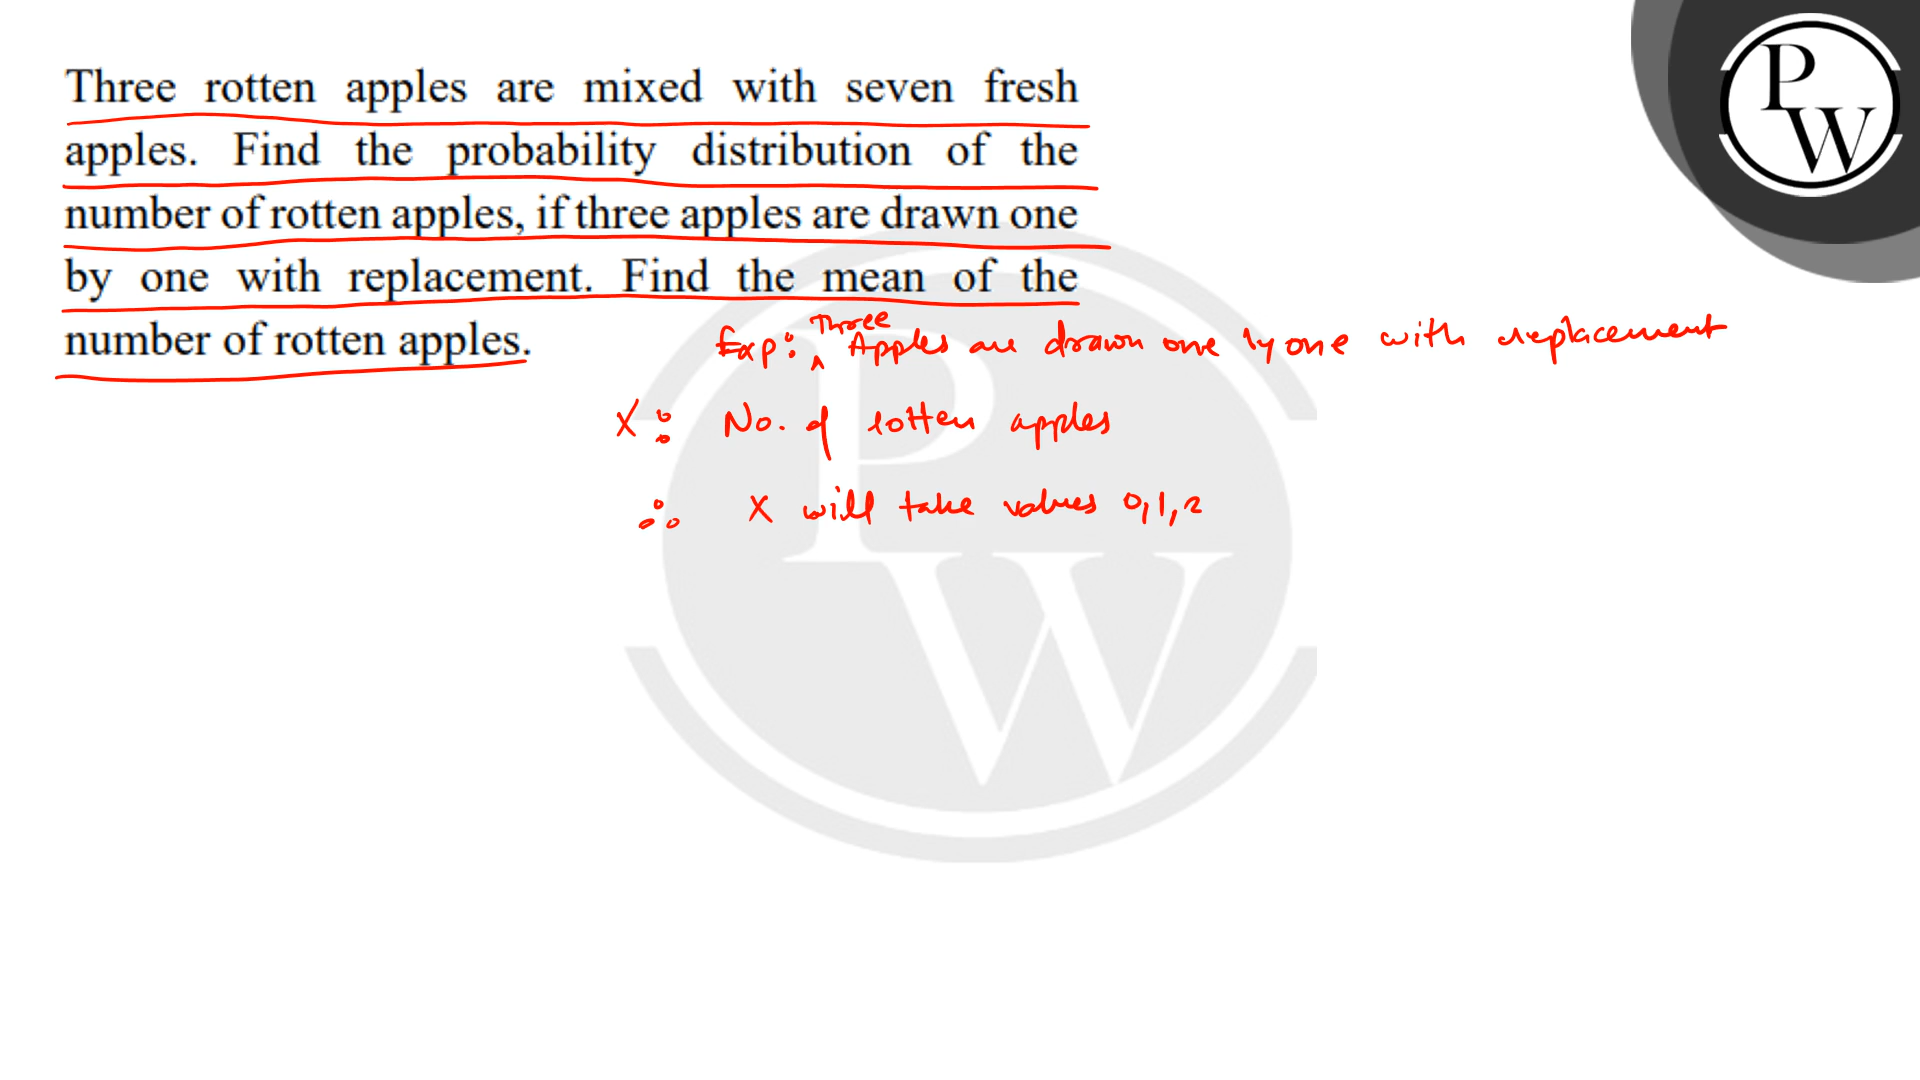 Three rotten apples are mixed with seven fresh
apples. Find the probability distribution of the
number of rotten apples, if three apples are drawn one
by one with replacement. Find the mean of the
number of rotten apples.
Exp: Three Apples are drawn one by one with replacement
X: No. of rotten apples
∴ X will take values 0,1,2
PW
PW